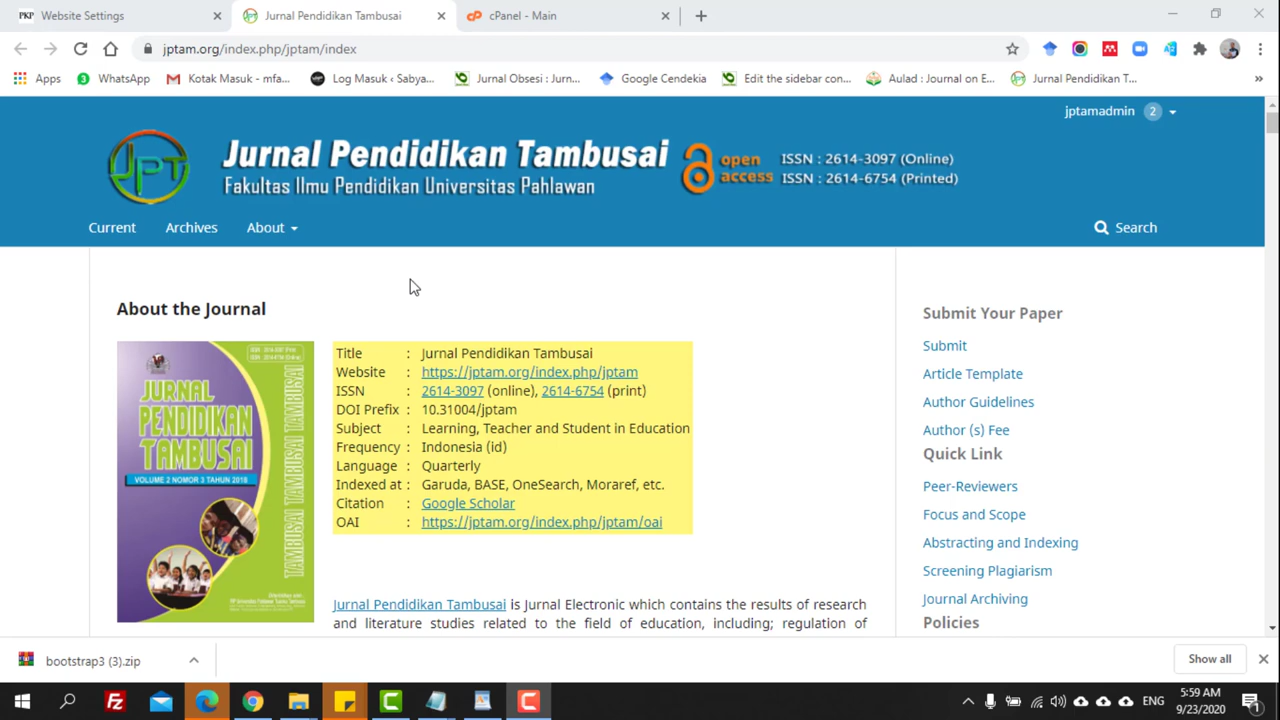 Website Settings
Jurnal Pendidikan Tambusai
cPanel - Main
jptam.org/index.php/jptam/index
Apps
WhatsApp
Kotak Masuk - mfa...
Log Masuk ‹ Sabya...
Jurnal Obsesi : Jurn...
Google Cendekia
Edit the sidebar con...
Aulad : Journal on E...
Jurnal Pendidikan T...
jptamadmin 2
JPT
Jurnal Pendidikan Tambusai
Fakultas Ilmu Pendidikan Universitas Pahlawan
open access
ISSN : 2614-3097 (Online)
ISSN : 2614-6754 (Printed)
Current
Archives
About
Search
About the Journal
JURNAL
PENDIDIKAN
TAMBUSAI
VOLUME 2 NOMOR 3 TAHUN 2018
JURNAL PENDIDIKAN TAMBUSAI
Title : Jurnal Pendidikan Tambusai
Website : https://jptam.org/index.php/jptam
ISSN : 2614-3097 (online), 2614-6754 (print)
DOI Prefix : 10.31004/jptam
Subject : Learning, Teacher and Student in Education
Frequency : Indonesia (id)
Language : Quarterly
Indexed at : Garuda, BASE, OneSearch, Moraref, etc.
Citation : Google Scholar
OAI : https://jptam.org/index.php/jptam/oai
Jurnal Pendidikan Tambusai is Jurnal Electronic which contains the results of research
and literature studies related to the field of education, including; regulation of
Submit Your Paper
Submit
Article Template
Author Guidelines
Author (s) Fee
Quick Link
Peer-Reviewers
Focus and Scope
Abstracting and Indexing
Screening Plagiarism
Journal Archiving
Policies
bootstrap3 (3).zip
Show all
ENG
5:59 AM
9/23/2020